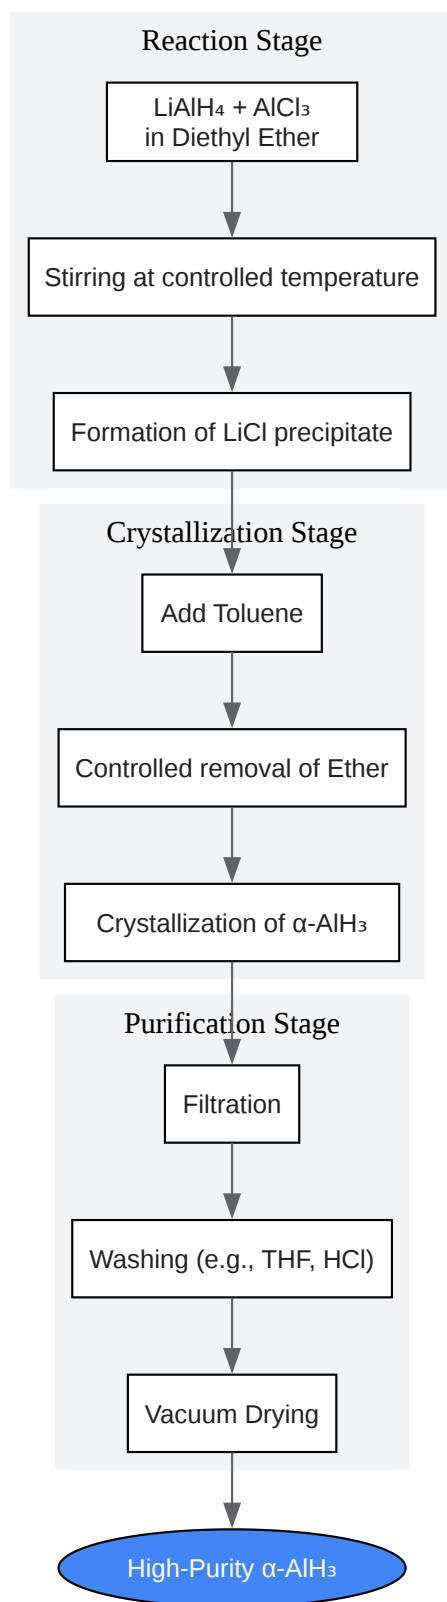 Reaction Stage
LiAlH₄ + AlCl₃
in Diethyl Ether
Stirring at controlled temperature
Formation of LiCl precipitate
Crystallization Stage
Add Toluene
Controlled removal of Ether
Crystallization of α-AlH₃
Purification Stage
Filtration
Washing (e.g., THF, HCl)
Vacuum Drying
High-Purity α-AlH₃